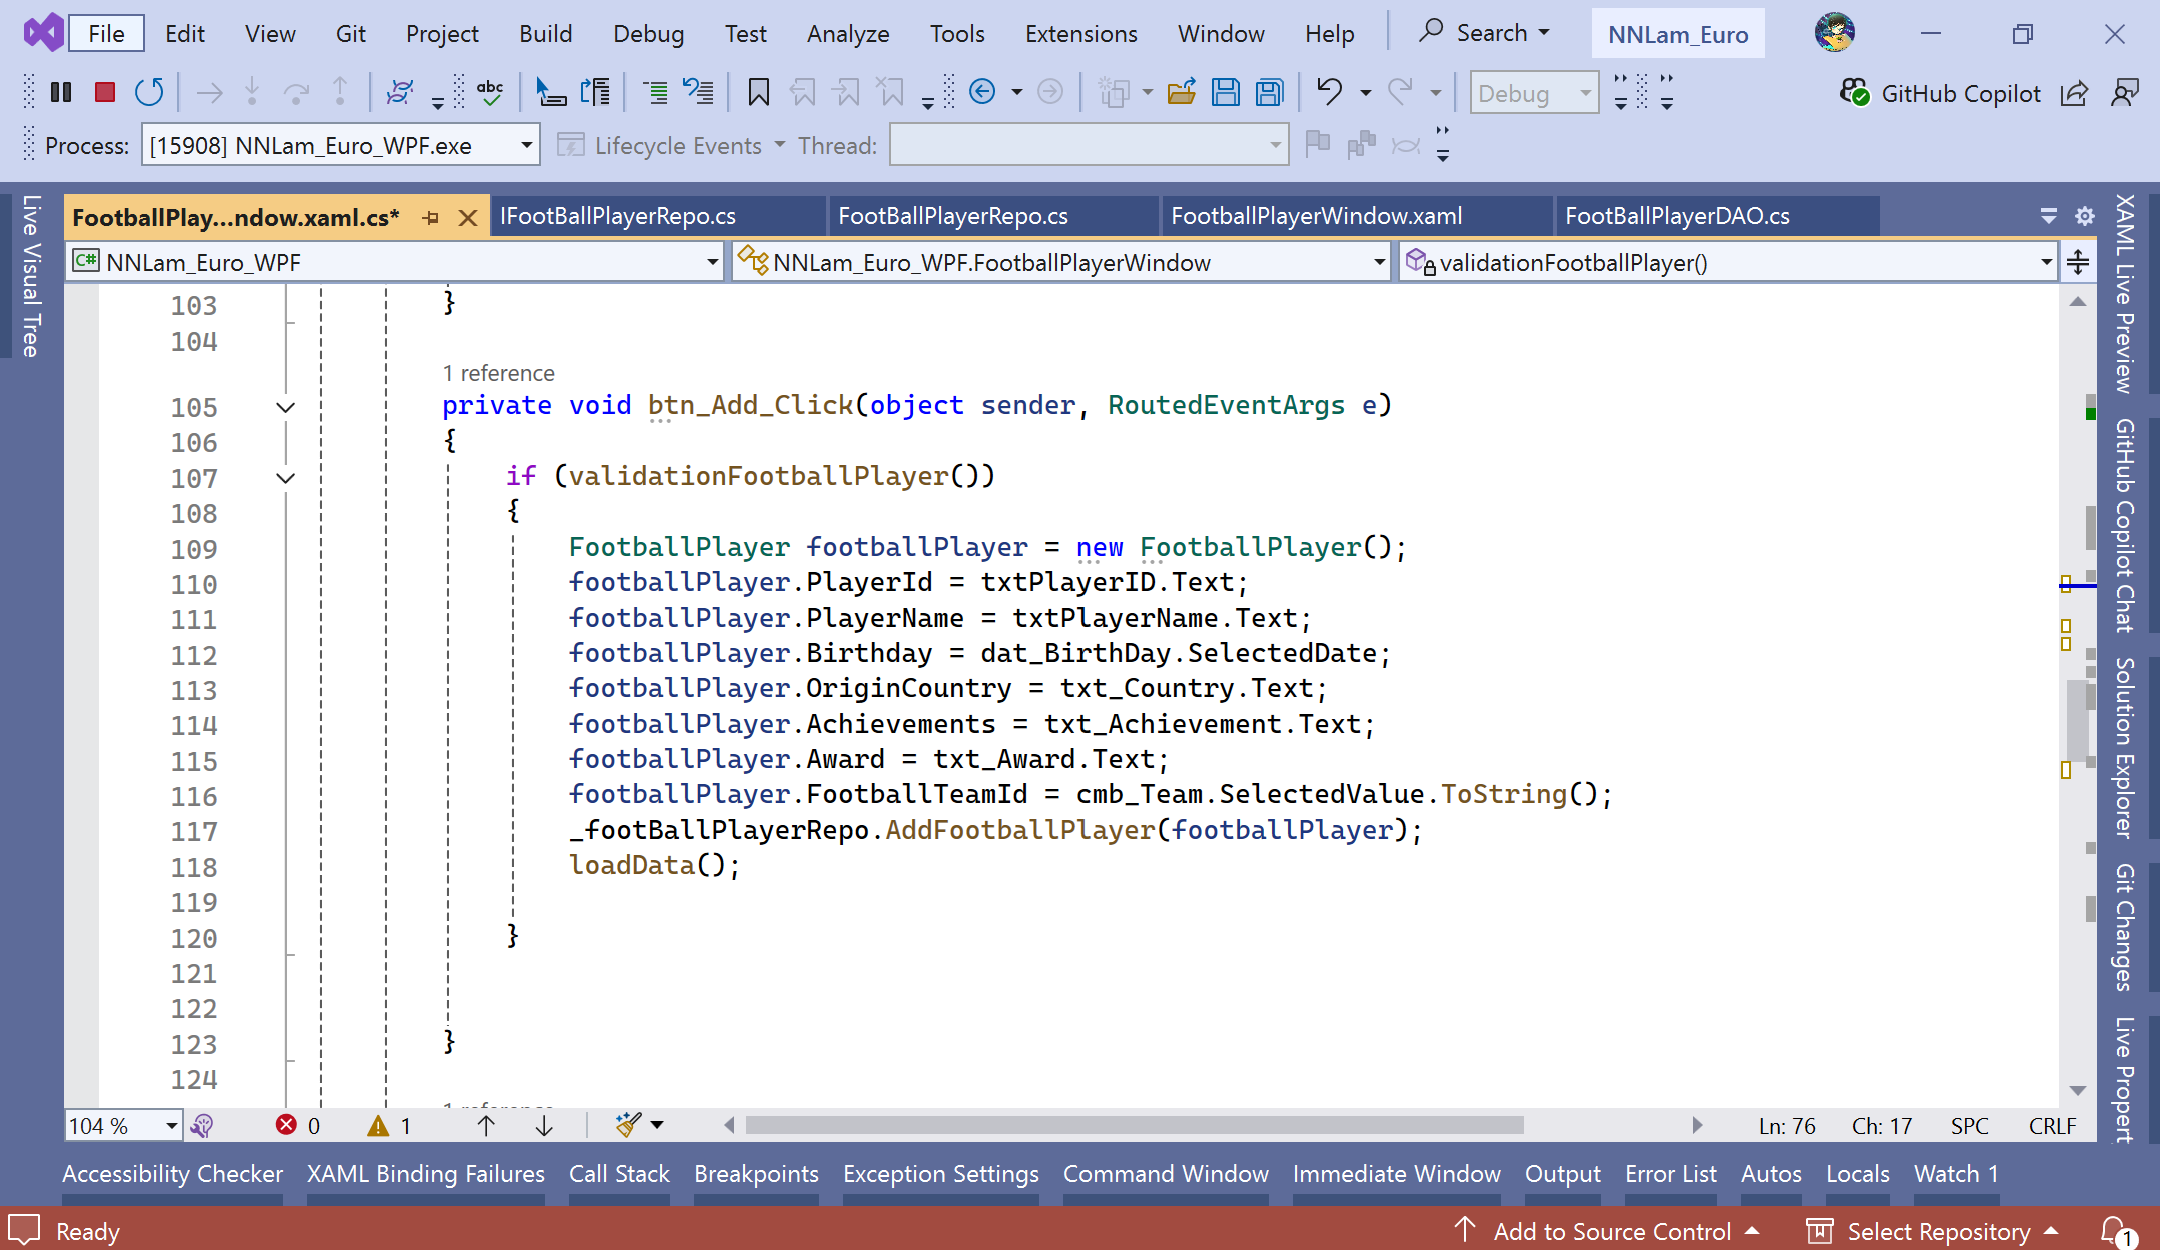 File Edit View Git Project Build Debug Test Analyze Tools Extensions Window Help Search NNLam_Euro
abc Debug GitHub Copilot
Process: [15908] NNLam_Euro_WPF.exe Lifecycle Events Thread:
FootballPlay...ndow.xaml.cs* IFootBallPlayerRepo.cs FootBallPlayerRepo.cs FootballPlayerWindow.xaml FootBallPlayerDAO.cs
C# NNLam_Euro_WPF NNLam_Euro_WPF.FootballPlayerWindow validationFootballPlayer()
Live Visual Tree
103 }
104
1 reference
105 private void btn_Add_Click(object sender, RoutedEventArgs e)
106 {
107 if (validationFootballPlayer())
108 {
109 FootballPlayer footballPlayer = new FootballPlayer();
110 footballPlayer.PlayerId = txtPlayerID.Text;
111 footballPlayer.PlayerName = txtPlayerName.Text;
112 footballPlayer.Birthday = dat_BirthDay.SelectedDate;
113 footballPlayer.OriginCountry = txt_Country.Text;
114 footballPlayer.Achievements = txt_Achievement.Text;
115 footballPlayer.Award = txt_Award.Text;
116 footballPlayer.FootballTeamId = cmb_Team.SelectedValue.ToString();
117 _footBallPlayerRepo.AddFootballPlayer(footballPlayer);
118 loadData();
119
120 }
121
122
123 }
124
XAML Live Preview
GitHub Copilot Chat
Solution Explorer
Git Changes
Live Propert
104 % 0 1 Ln: 76 Ch: 17 SPC CRLF
Accessibility Checker XAML Binding Failures Call Stack Breakpoints Exception Settings Command Window Immediate Window Output Error List Autos Locals Watch 1
Ready Add to Source Control Select Repository 1